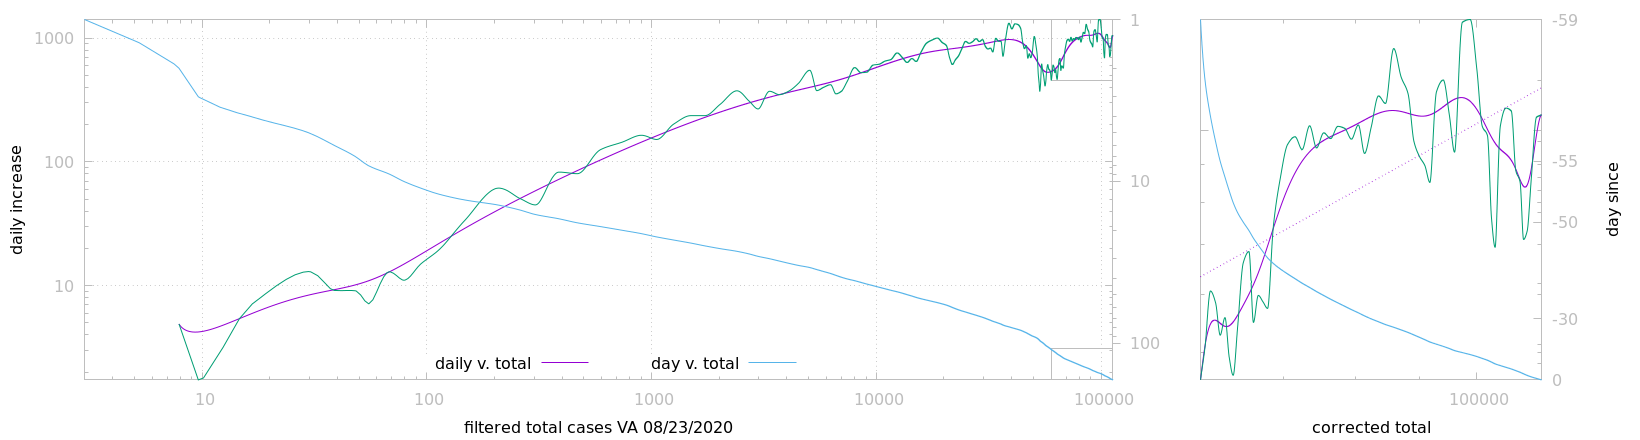 daily increase
1000
100
10
10
100
1000
10000
100000
1
10
100
daily v. total
day v. total
filtered total cases VA 08/23/2020
-59
-55
-50
-30
0
day since
100000
corrected total